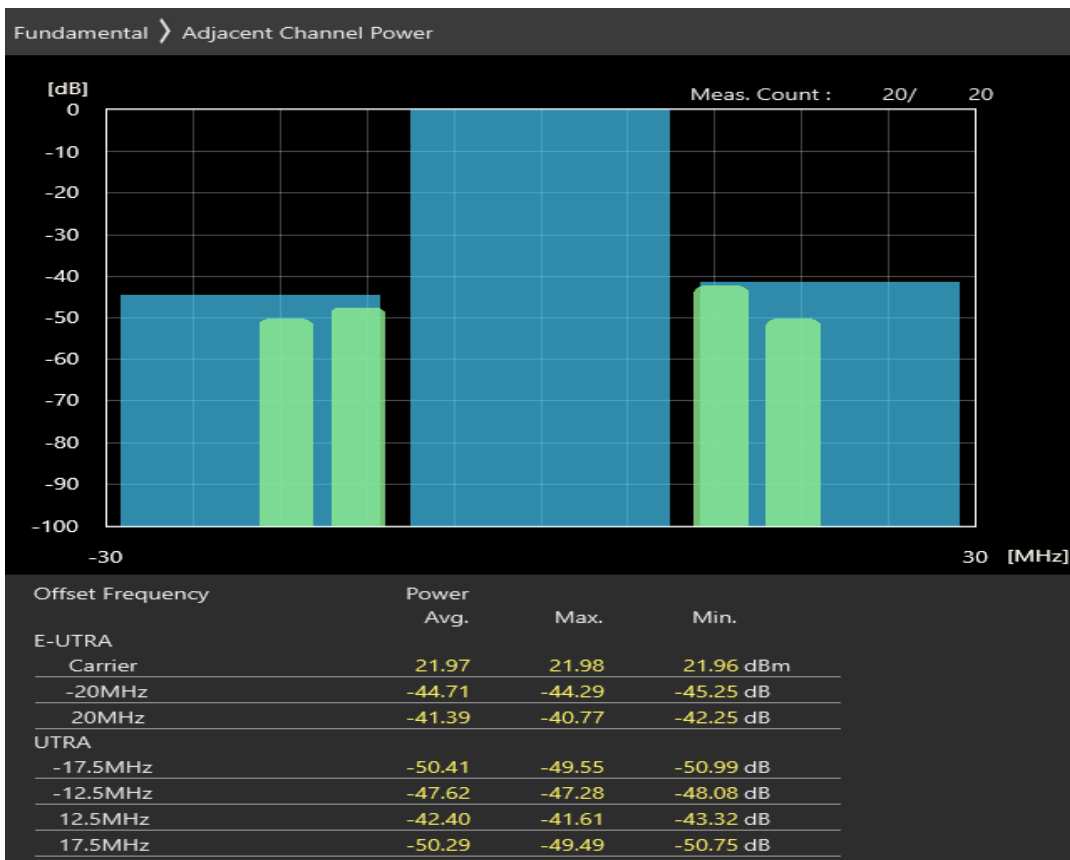 Fundamental ❯ Adjacent Channel Power
[dB]
Meas. Count : 20/ 20
0
-10
-20
-30
-40
-50
-60
-70
-80
-90
-100
-30 30 [MHz]
Offset Frequency Power
Avg. Max. Min.
E-UTRA
Carrier 21.97 21.98 21.96 dBm
-20MHz -44.71 -44.29 -45.25 dB
20MHz -41.39 -40.77 -42.25 dB
UTRA
-17.5MHz -50.41 -49.55 -50.99 dB
-12.5MHz -47.62 -47.28 -48.08 dB
12.5MHz -42.40 -41.61 -43.32 dB
17.5MHz -50.29 -49.49 -50.75 dB